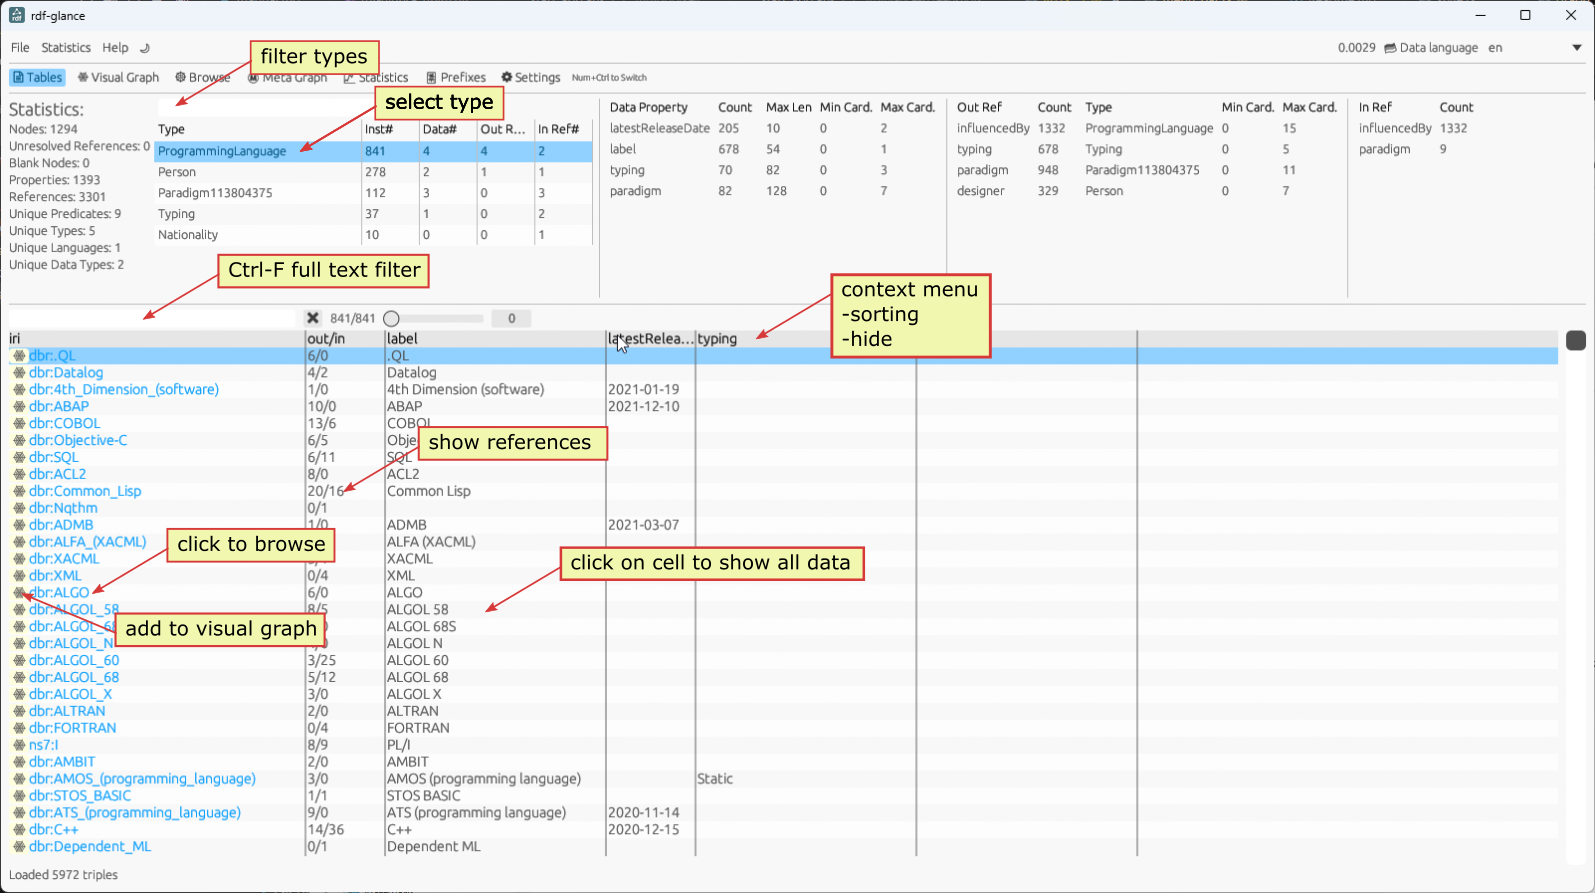 rdf-glance
File Statistics Help 0.0029 Data language en
Tables Visual Graph Browse Meta Graph Statistics Prefixes Settings Num+Ctrl to Switch
filter types
select type
Statistics:
Nodes: 1294
Unresolved References: 0
Blank Nodes: 0
Properties: 1393
References: 3301
Unique Predicates: 9
Unique Types: 5
Unique Languages: 1
Unique Data Types: 2
Type Inst# Data# Out R... In Ref#
ProgrammingLanguage 841 4 4 2
Person 278 2 1 1
Paradigm113804375 112 3 0 3
Typing 37 1 0 2
Nationality 10 0 0 1
Data Property Count Max Len Min Card. Max Card.
latestReleaseDate 205 10 0 2
label 678 54 0 1
typing 70 82 0 3
paradigm 82 128 0 7
Out Ref Count Type Min Card. Max Card.
influencedBy 1332 ProgrammingLanguage 0 15
typing 678 Typing 0 5
paradigm 948 Paradigm113804375 0 11
designer 329 Person 0 7
In Ref Count
influencedBy 1332
paradigm 9
Ctrl-F full text filter
context menu
-sorting
-hide
841/841 0
iri out/in label latestRelea... typing
dbr:.QL 6/0 .QL
dbr:Datalog 4/2 Datalog
dbr:4th_Dimension_(software) 1/0 4th Dimension (software) 2021-01-19
dbr:ABAP 10/0 ABAP 2021-12-10
dbr:COBOL 13/6 COBOL
dbr:Objective-C 6/5 Obje
show references
dbr:SQL 6/11 SQL
dbr:ACL2 8/0 ACL2
dbr:Common_Lisp 20/16 Common Lisp
dbr:Nqthm 0/1
dbr:ADMB 1/0 ADMB 2021-03-07
dbr:ALFA_(XACML) ALFA (XACML)
click to browse
dbr:XACML XACML
click on cell to show all data
dbr:XML 0/4 XML
dbr:ALGO 6/0 ALGO
dbr:ALGOL_58 8/5 ALGOL 58
dbr:ALGOL_68 ALGOL 68S
add to visual graph
dbr:ALGOL_N ALGOL N
dbr:ALGOL_60 3/25 ALGOL 60
dbr:ALGOL_68 5/12 ALGOL 68
dbr:ALGOL_X 3/0 ALGOL X
dbr:ALTRAN 2/0 ALTRAN
dbr:FORTRAN 0/4 FORTRAN
ns7:I 8/9 PL/I
dbr:AMBIT 2/0 AMBIT
dbr:AMOS_(programming_language) 3/0 AMOS (programming language) Static
dbr:STOS_BASIC 1/1 STOS BASIC
dbr:ATS_(programming_language) 9/0 ATS (programming language) 2020-11-14
dbr:C++ 14/36 C++ 2020-12-15
dbr:Dependent_ML 0/1 Dependent ML
Loaded 5972 triples